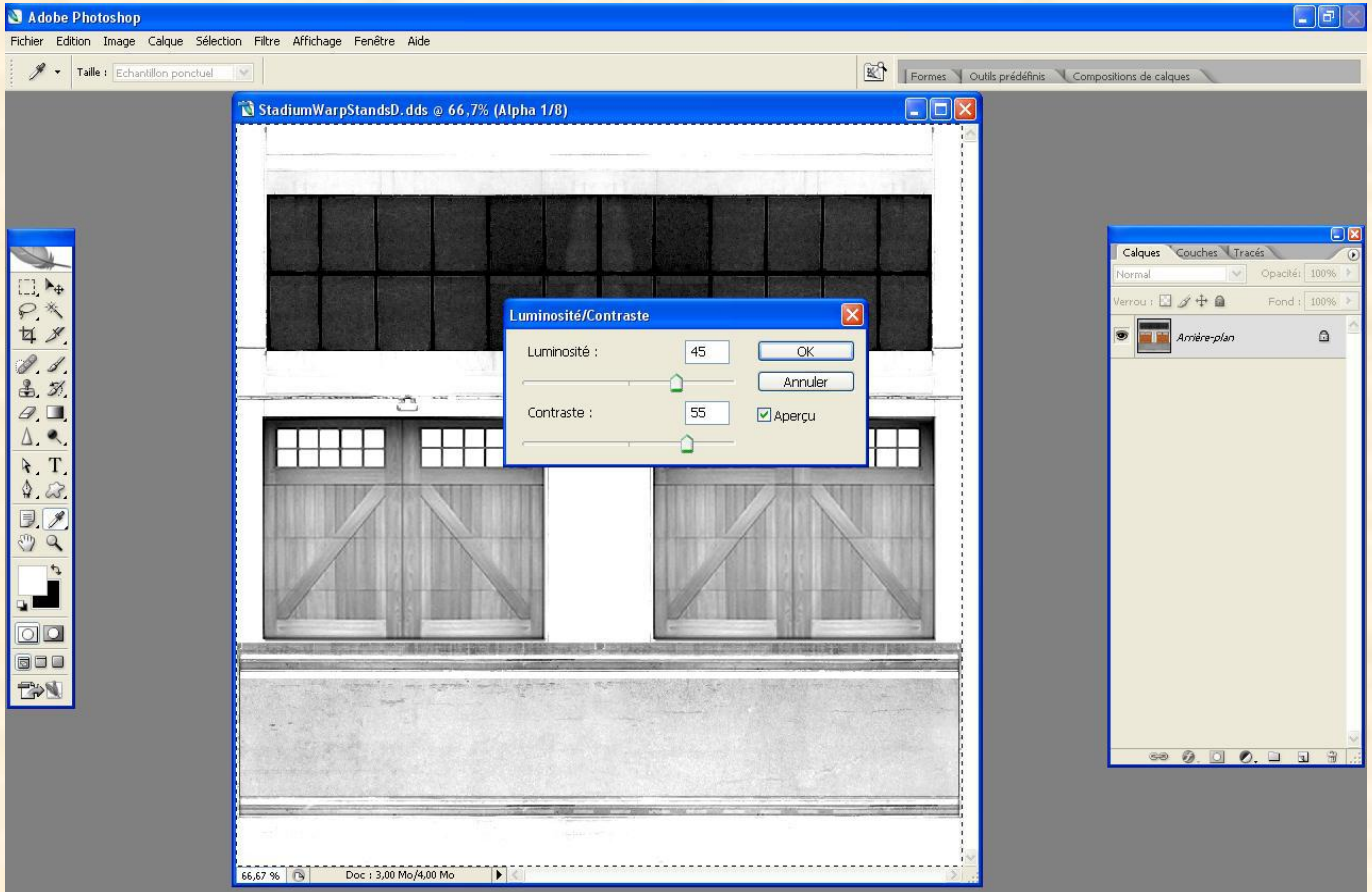 Adobe Photoshop
Fichier Edition Image Calque Sélection Filtre Affichage Fenêtre Aide
Taille : Echantillon ponctuel Formes Outils prédéfinis Compositions de calques
StadiumWarpStandsD.dds @ 66,7% (Alpha 1/8)
Luminosité/Contraste
Luminosité : 45 OK
Annuler
Contraste : 55 Aperçu
Calques Couches Tracés
Normal Opacité: 100%
Verrou : Fond : 100%
Arrière-plan
T
66,67 % Doc : 3,00 Mo/4,00 Mo